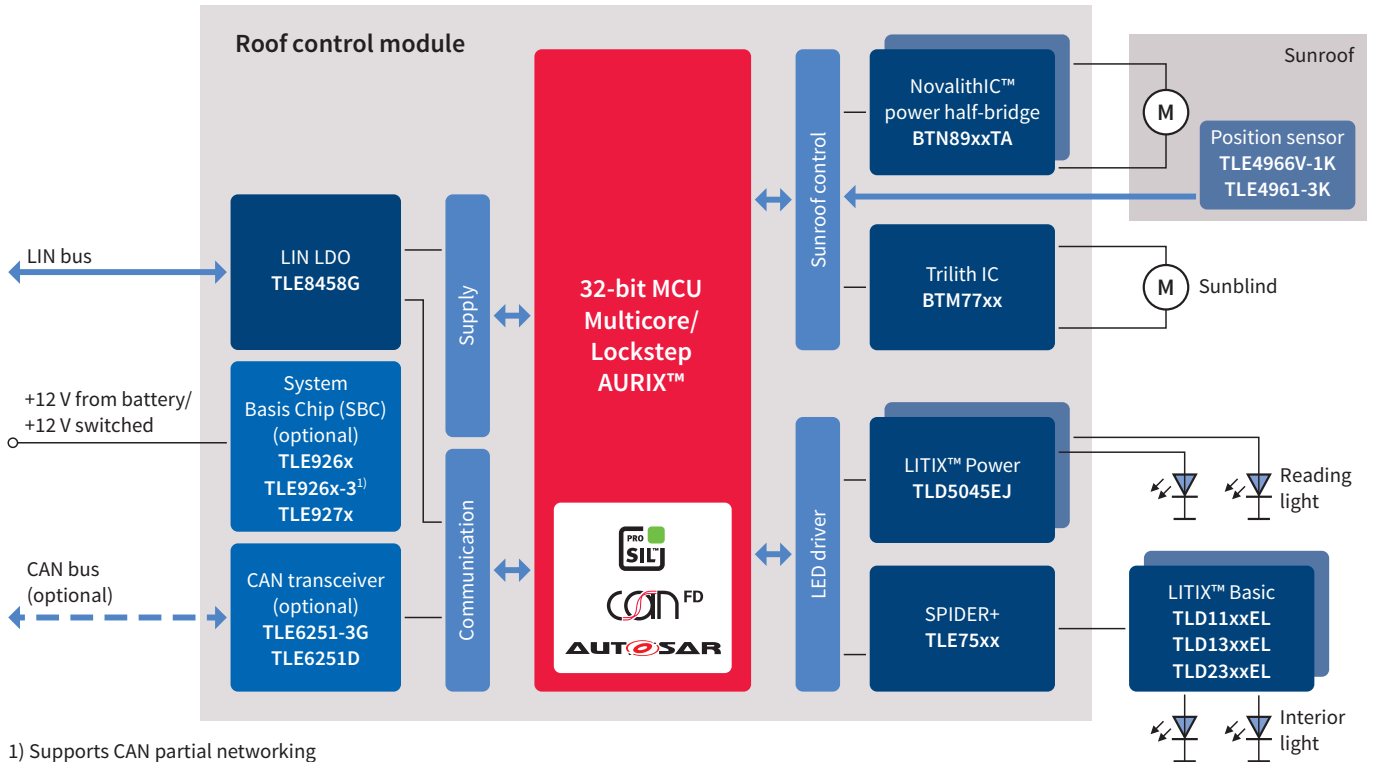 Roof control module
LIN bus
+12 V from battery/
+12 V switched
CAN bus
(optional)
LIN LDO
TLE8458G
System
Basis Chip (SBC)
(optional)
TLE926x
TLE926x-3¹⁾
TLE927x
CAN transceiver
(optional)
TLE6251-3G
TLE6251D
Supply
Communication
32-bit MCU
Multicore/
Lockstep
AURIX™
PRO
SIL™
CAN FD
AUTOSAR
Sunroof control
LED driver
NovalithIC™
power half-bridge
BTN89xxTA
Trilith IC
BTM77xx
LITIX™ Power
TLD5045EJ
SPIDER+
TLE75xx
Sunroof
M
Position sensor
TLE4966V-1K
TLE4961-3K
M
Sunblind
Reading
light
LITIX™ Basic
TLD11xxEL
TLD13xxEL
TLD23xxEL
Interior
light
1) Supports CAN partial networking